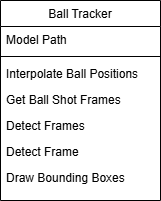 Ball Tracker
Model Path
Interpolate Ball Positions
Get Ball Shot Frames
Detect Frames
Detect Frame
Draw Bounding Boxes